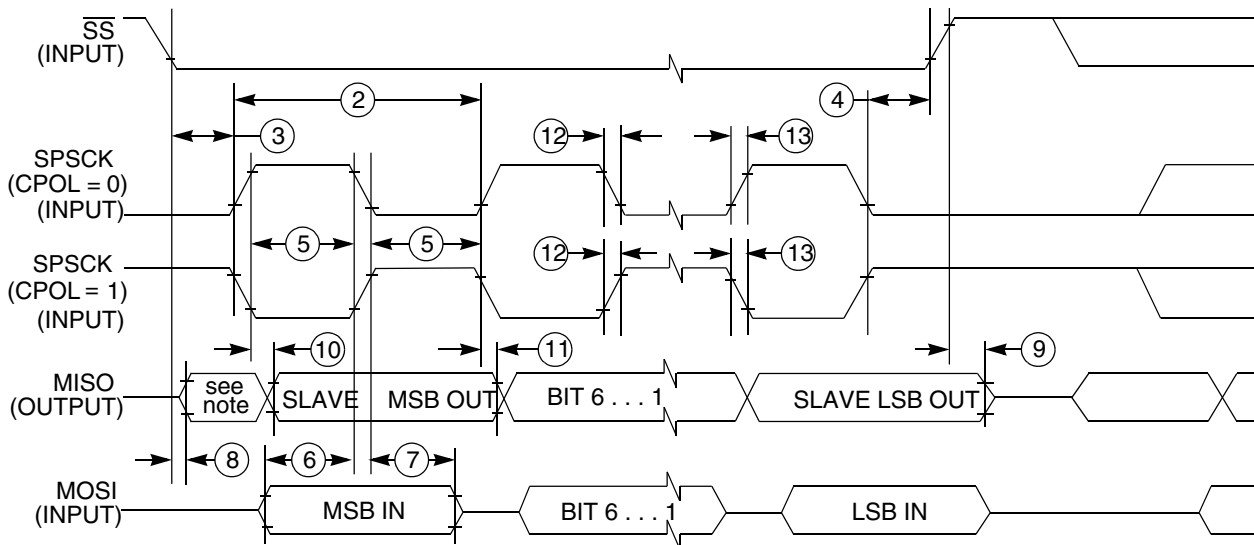 SS
(INPUT)
2
4
3
12
13
SPSCK
(CPOL = 0)
(INPUT)
5
5
12
13
SPSCK
(CPOL = 1)
(INPUT)
10
11
9
MISO
(OUTPUT)
see
note
SLAVE
MSB OUT
BIT 6 . . . 1
SLAVE LSB OUT
8
6
7
MOSI
(INPUT)
MSB IN
BIT 6 . . . 1
LSB IN